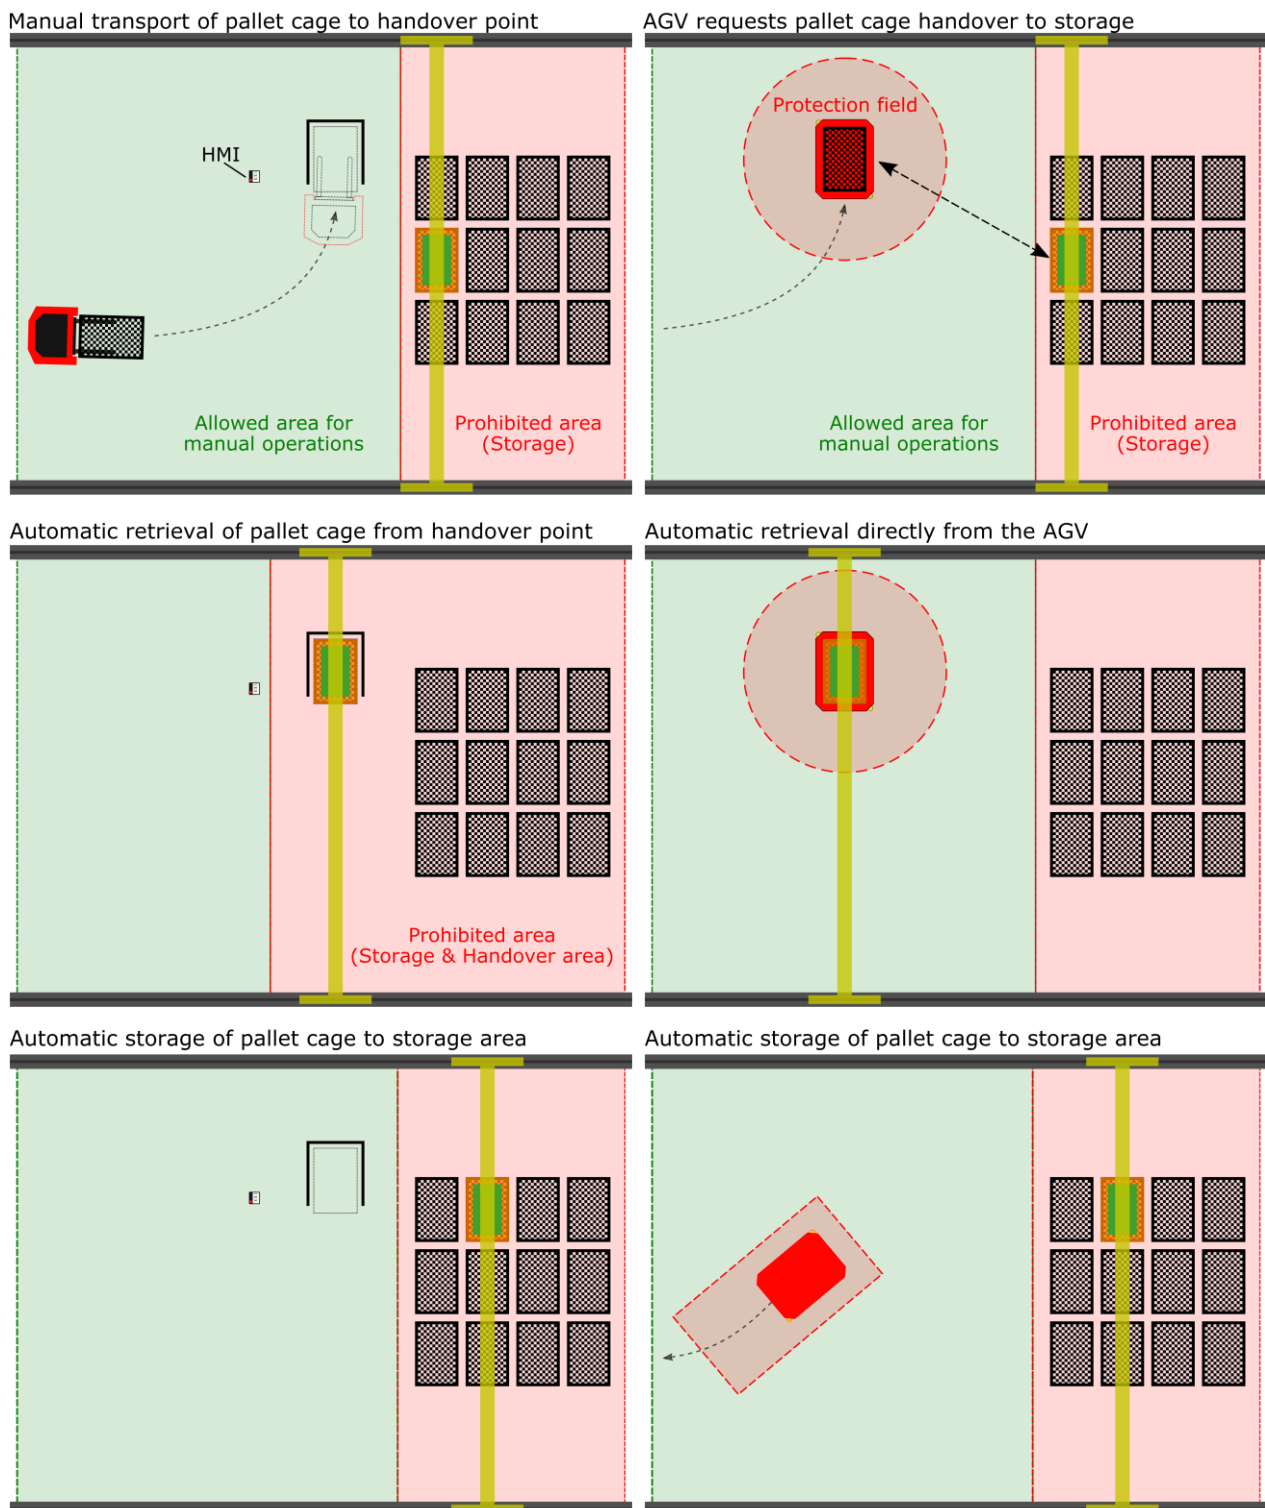 Manual transport of pallet cage to handover point
HMI
Allowed area for
manual operations
Prohibited area
(Storage)
AGV requests pallet cage handover to storage
Protection field
Allowed area for
manual operations
Prohibited area
(Storage)
Automatic retrieval of pallet cage from handover point
Prohibited area
(Storage & Handover area)
Automatic retrieval directly from the AGV
Automatic storage of pallet cage to storage area
Automatic storage of pallet cage to storage area